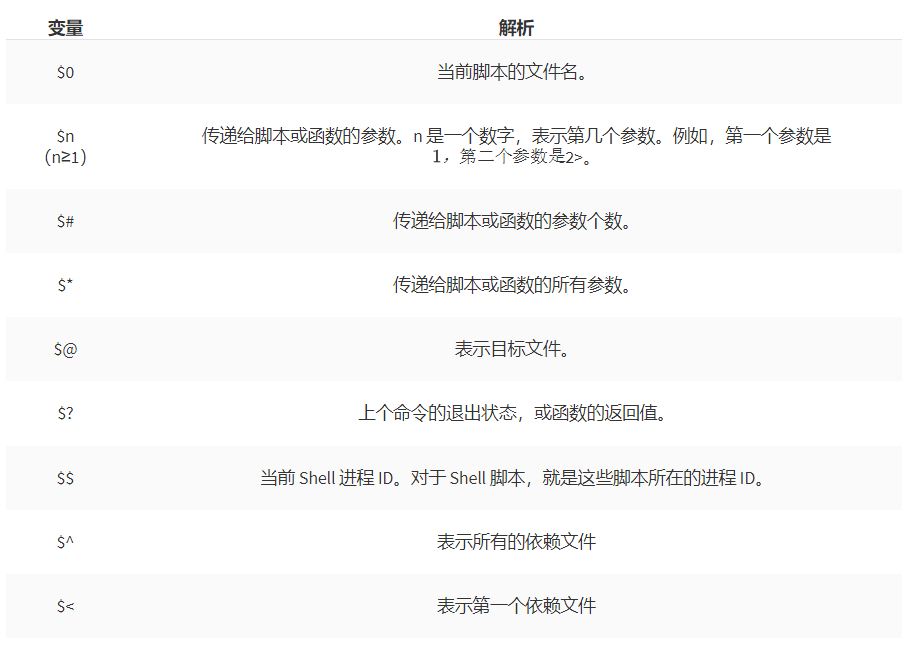 变量 解析
$0 当前脚本的文件名。
$n 传递给脚本或函数的参数。n 是一个数字，表示第几个参数。例如，第一个参数是
（n≥1） 1，第二个参数是2>。
$# 传递给脚本或函数的参数个数。
$* 传递给脚本或函数的所有参数。
$@ 表示目标文件。
$? 上个命令的退出状态，或函数的返回值。
$$ 当前 Shell 进程 ID。对于 Shell 脚本，就是这些脚本所在的进程 ID。
$^ 表示所有的依赖文件
$< 表示第一个依赖文件